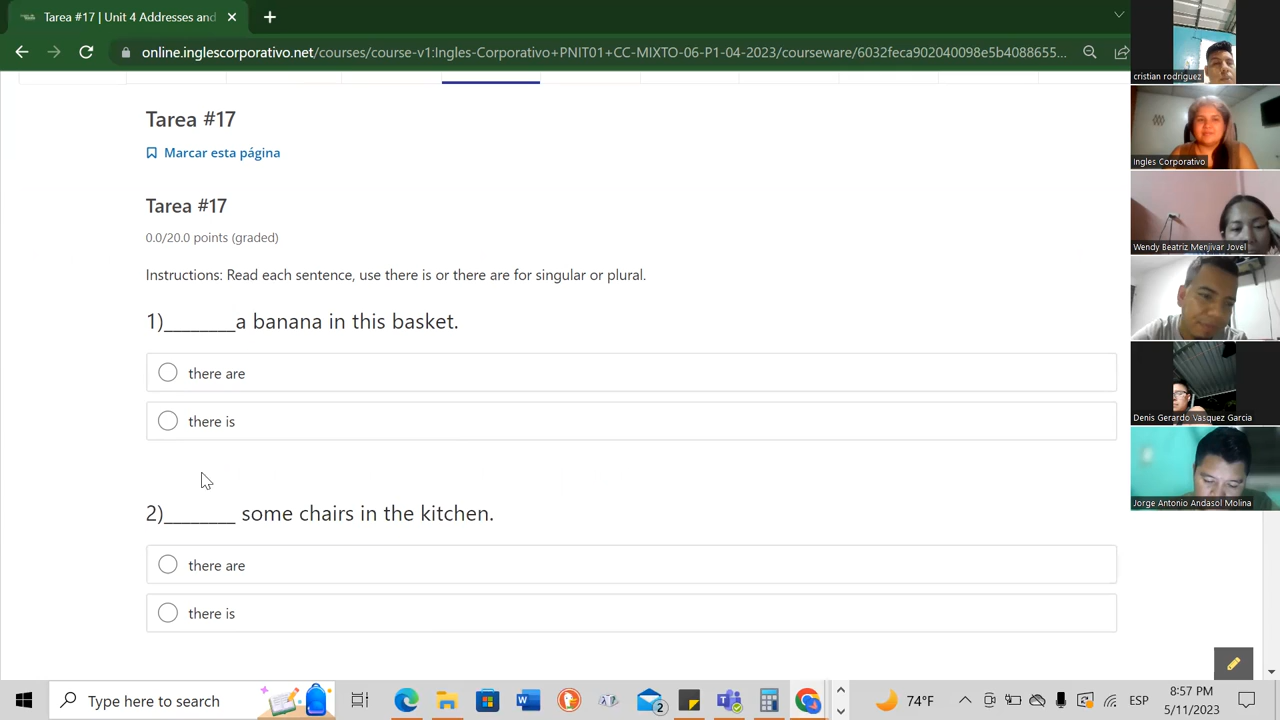 Tarea #17 | Unit 4 Addresses and
online.inglescorporativo.net/courses/course-v1:Ingles-Corporativo+PNIT01+CC-MIXTO-06-P1-04-2023/courseware/6032feca902040098e5b4088655...
Tarea #17
Marcar esta página
Tarea #17
0.0/20.0 points (graded)
Instructions: Read each sentence, use there is or there are for singular or plural.
1)________a banana in this basket.
there are
there is
2)________ some chairs in the kitchen.
there are
there is
cristian rodriguez
Ingles Corporativo
Wendy Beatriz Menjivar Jovel
Denis Gerardo Vasquez Garcia
Jorge Antonio Andasol Molina
Type here to search
2
74°F
ESP
8:57 PM
5/11/2023